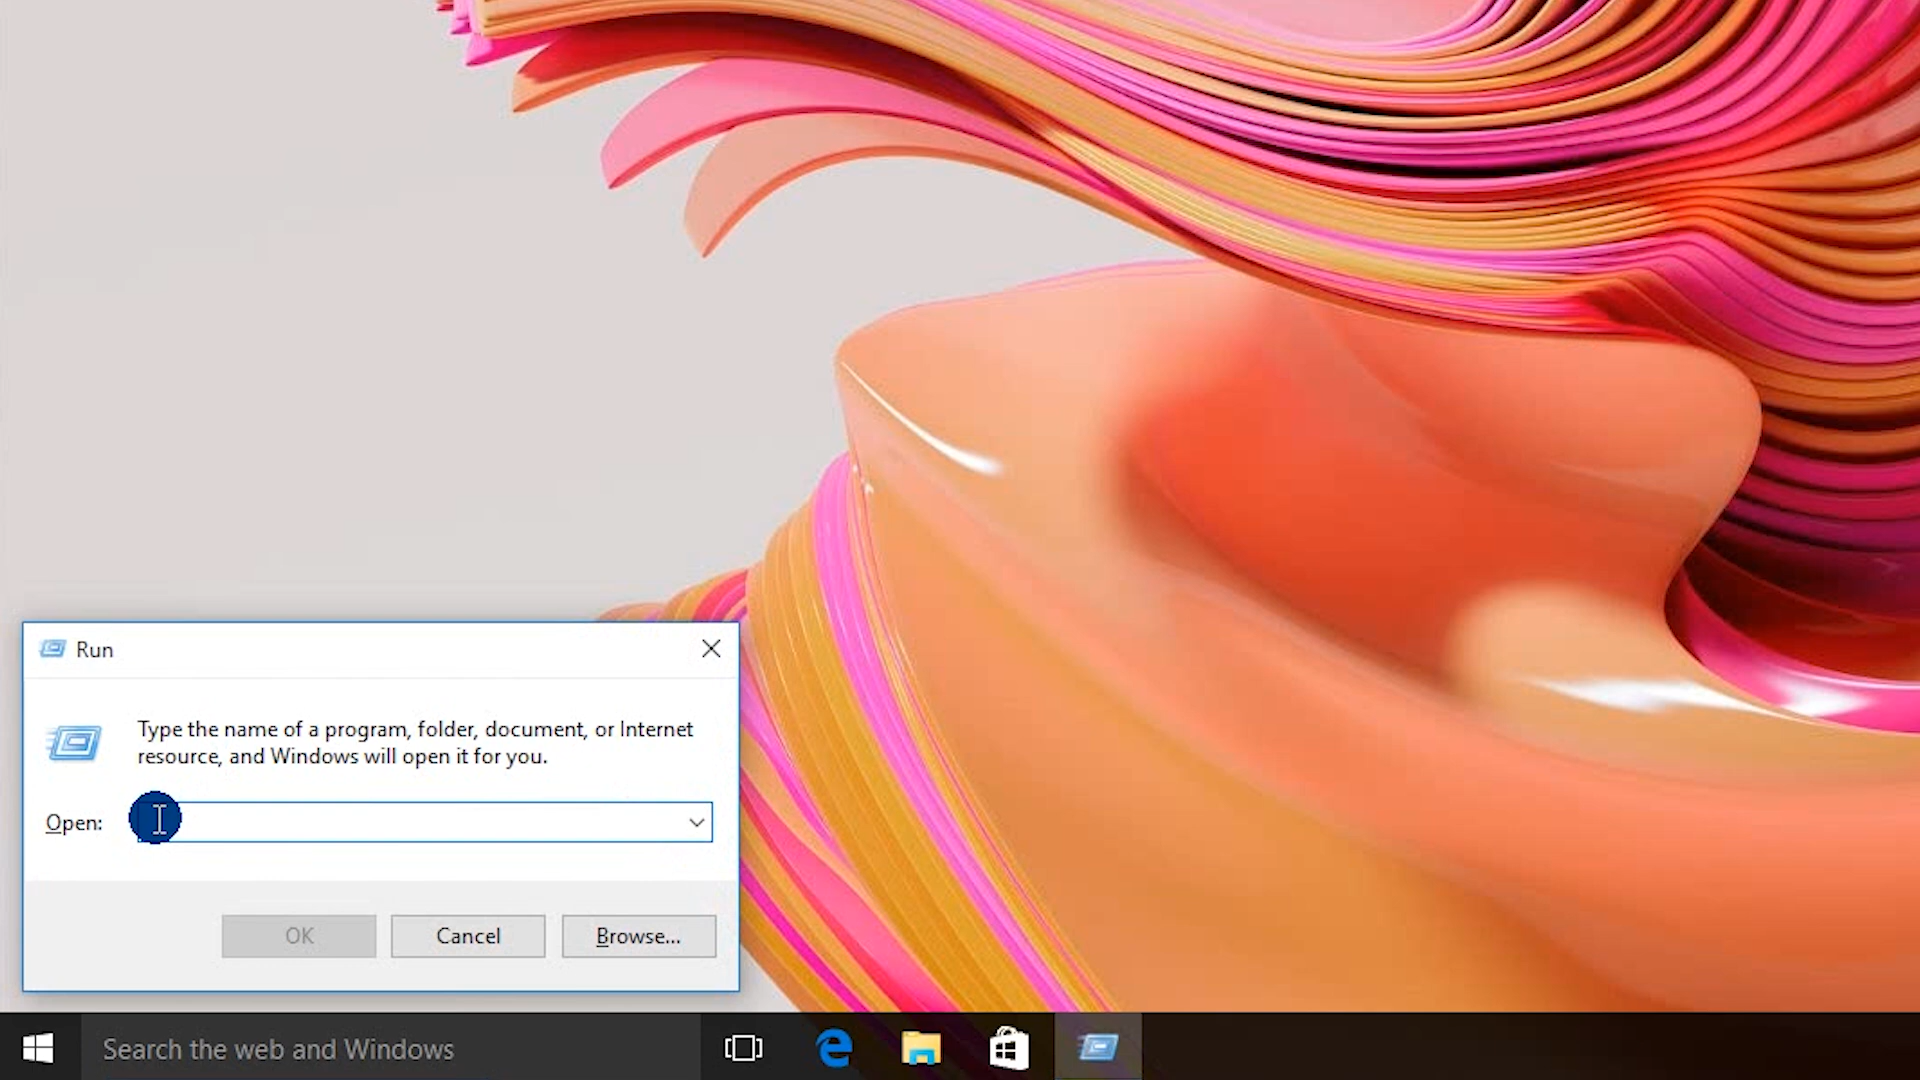 Run
Type the name of a program, folder, document, or Internet
resource, and Windows will open it for you.
Open:
OK
Cancel
Browse...
Search the web and Windows